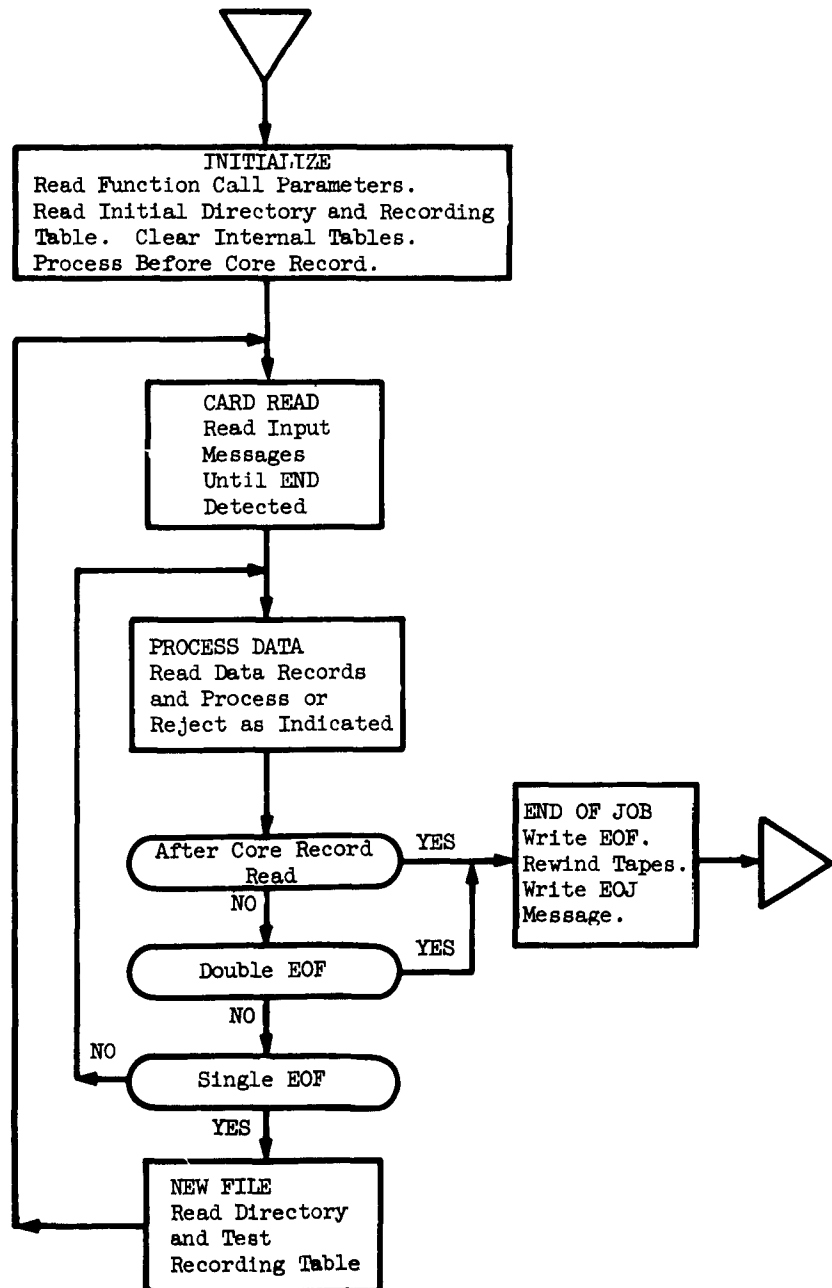 INITIALIZE
Read Function Call Parameters.
Read Initial Directory and Recording
Table. Clear Internal Tables.
Process Before Core Record.
CARD READ
Read Input
Messages
Until END
Detected
PROCESS DATA
Read Data Records
and Process or
Reject as Indicated
After Core Record
Read
YES
NO
END OF JOB
Write EOF.
Rewind Tapes.
Write EOJ
Message.
Double EOF
YES
NO
Single EOF
NO
YES
NEW FILE
Read Directory
and Test
Recording Table